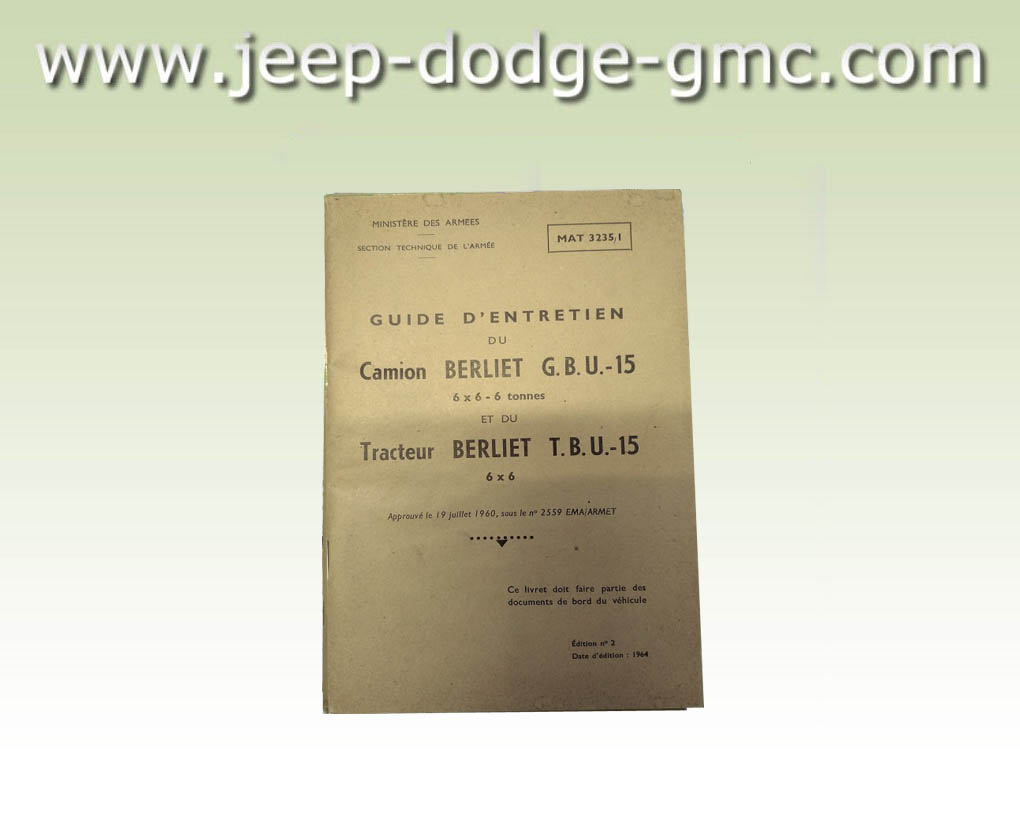 www.jeep-dodge-gmc.com
MINISTÈRE DES ARMEES
SECTION TECHNIQUE DE L'ARMÉE
MAT 3235/1
GUIDE D'ENTRETIEN
DU
Camion BERLIET G.B.U.-15
6 x 6 - 6 tonnes
ET DU
Tracteur BERLIET T.B.U.-15
6 x 6
Approuvé le 19 juillet 1960, sous le nº 2559 EMA/ARMET
Ce livret doit faire partie des
documents de bord du véhicule
Édition nº 2
Date d'édition : 1964